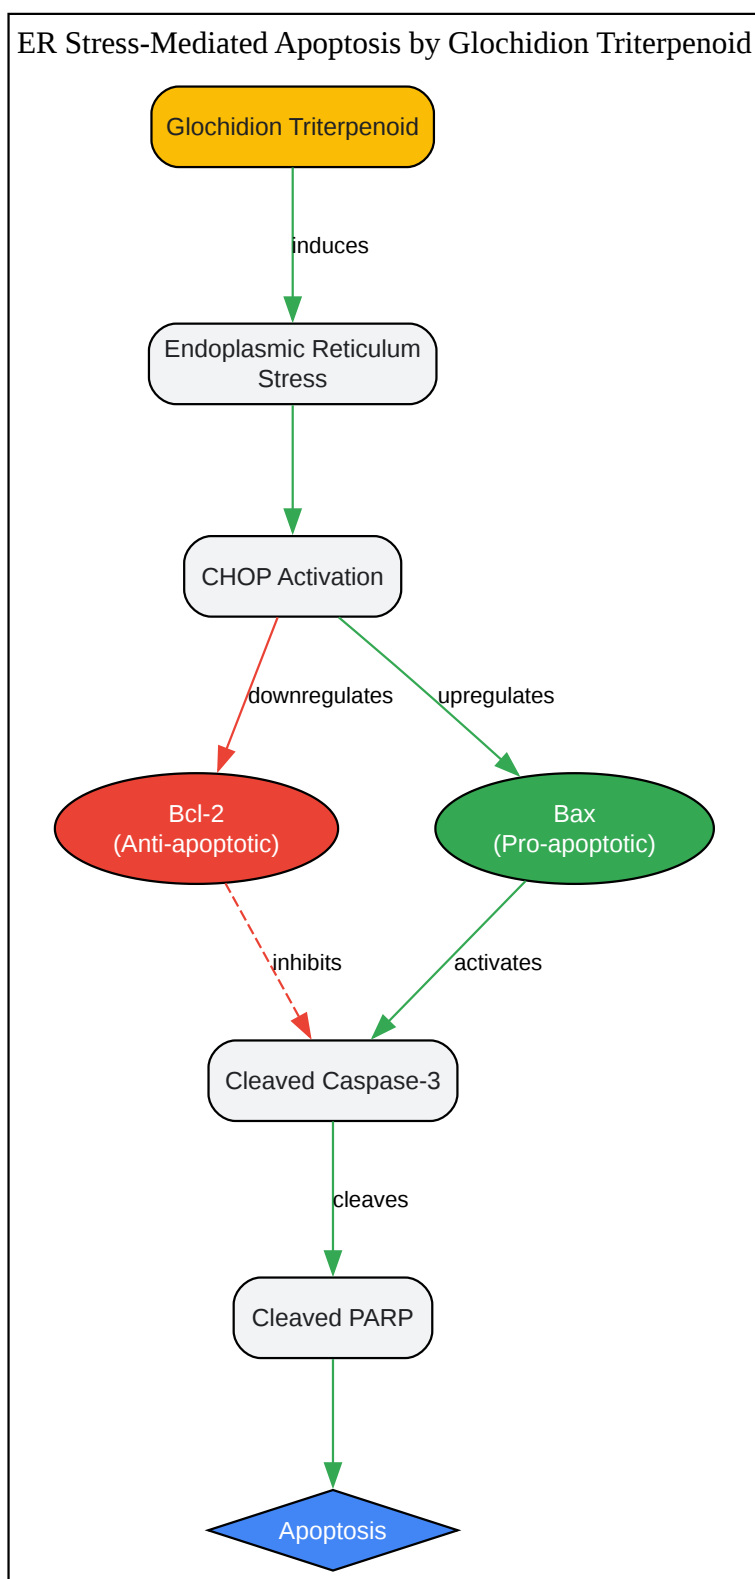 ER Stress-Mediated Apoptosis by Glochidion Triterpenoid
Glochidion Triterpenoid
induces
Endoplasmic Reticulum
Stress
CHOP Activation
downregulates
upregulates
Bcl-2
(Anti-apoptotic)
Bax
(Pro-apoptotic)
inhibits
activates
Cleaved Caspase-3
cleaves
Cleaved PARP
Apoptosis